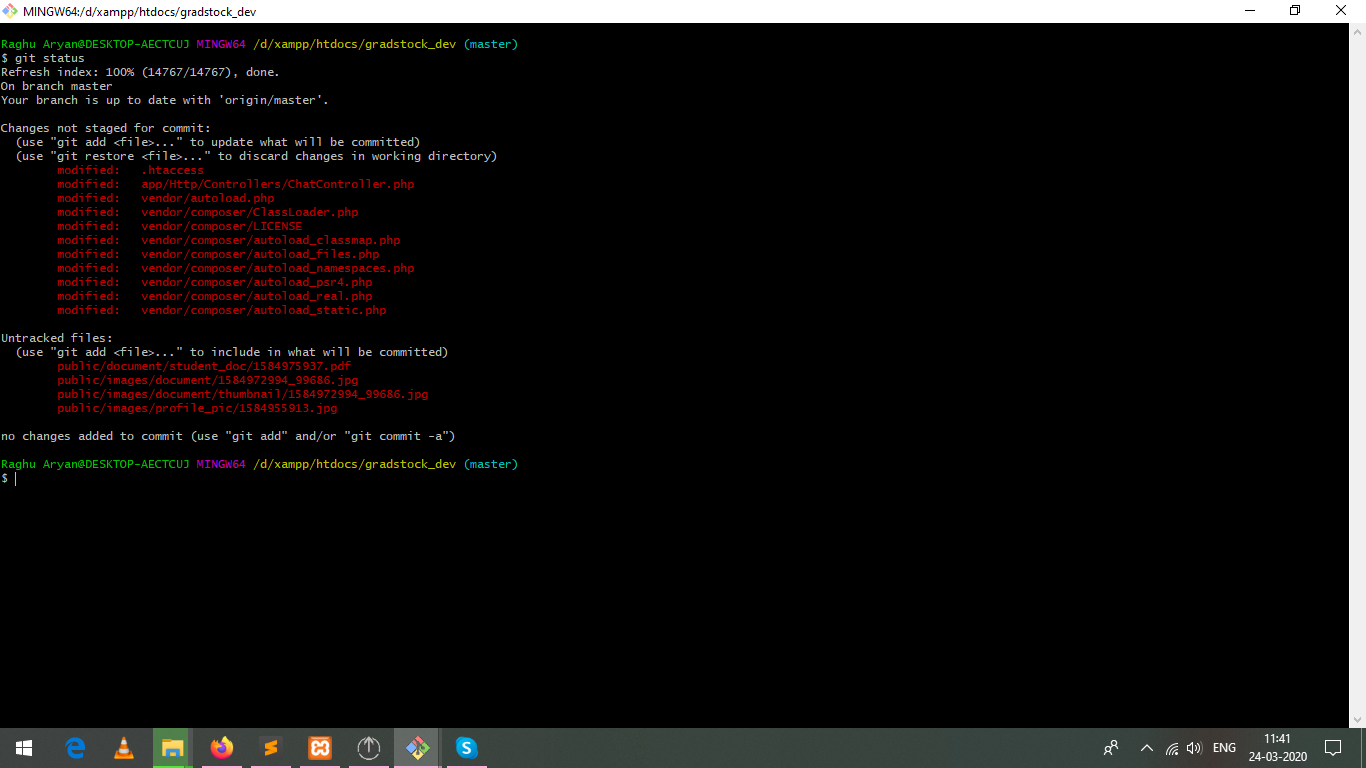 MINGW64:/d/xampp/htdocs/gradstock_dev
Raghu Aryan@DESKTOP-AECTCUJ MINGW64 /d/xampp/htdocs/gradstock_dev (master)
$ git status
Refresh index: 100% (14767/14767), done.
On branch master
Your branch is up to date with 'origin/master'.
Changes not staged for commit:
  (use "git add <file>..." to update what will be committed)
  (use "git restore <file>..." to discard changes in working directory)
        modified:   .htaccess
        modified:   app/Http/Controllers/ChatController.php
        modified:   vendor/autoload.php
        modified:   vendor/composer/ClassLoader.php
        modified:   vendor/composer/LICENSE
        modified:   vendor/composer/autoload_classmap.php
        modified:   vendor/composer/autoload_files.php
        modified:   vendor/composer/autoload_namespaces.php
        modified:   vendor/composer/autoload_psr4.php
        modified:   vendor/composer/autoload_real.php
        modified:   vendor/composer/autoload_static.php
Untracked files:
  (use "git add <file>..." to include in what will be committed)
        public/document/student_doc/1584975937.pdf
        public/images/document/1584972994_99686.jpg
        public/images/document/thumbnail/1584972994_99686.jpg
        public/images/profile_pic/1584955913.jpg
no changes added to commit (use "git add" and/or "git commit -a")
Raghu Aryan@DESKTOP-AECTCUJ MINGW64 /d/xampp/htdocs/gradstock_dev (master)
$
ENG
11:41
24-03-2020